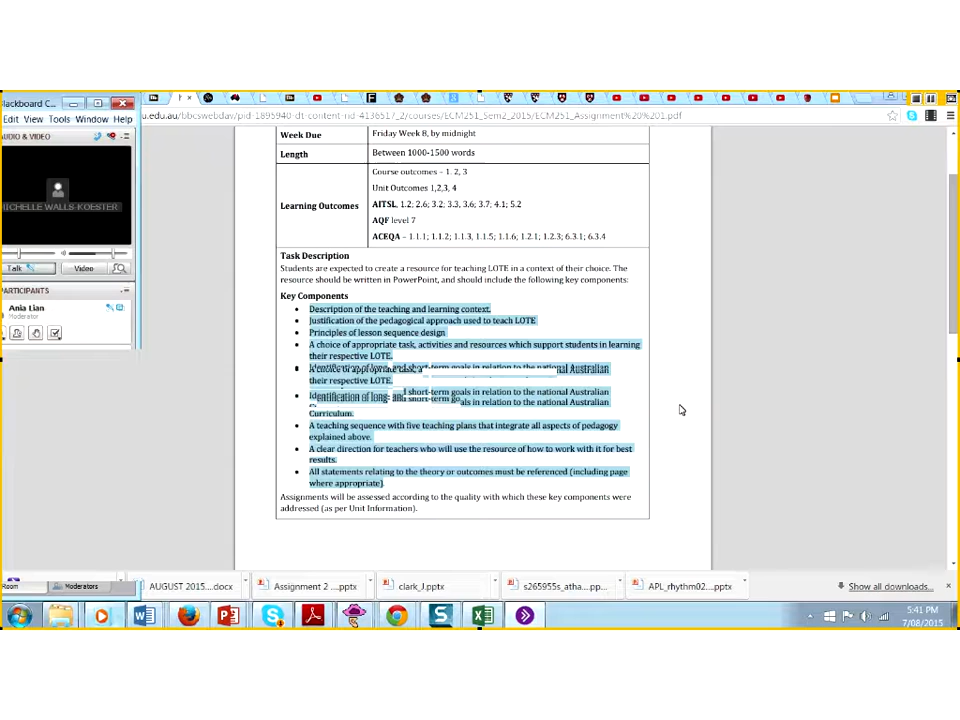 Blackboard C...
Edit View Tools Window Help
u.edu.au/bbcswebdav/pid-1895940-dt-content-rid-4136517_2/courses/ECM251_Sem2_2015/ECM251_Assignment%20%201.pdf
AUDIO & VIDEO
MICHELLE WALLS-KOESTER
Talk
Video
PARTICIPANTS
Ania Lian
Moderator
Week Due Friday Week 8, by midnight
Length Between 1000-1500 words
Learning Outcomes
Course outcomes – 1. 2, 3
Unit Outcomes 1,2,3, 4
AITSL, 1.2; 2.6; 3.2; 3.3, 3.6; 3.7; 4.1; 5.2
AQF level 7
ACEQA – 1.1.1; 1.1.2; 1.1.3, 1.1.5; 1.1.6, 1.2.1; 1.2.3; 6.3.1; 6.3.4
Task Description
Students are expected to create a resource for teaching LOTE in a context of their choice. The
resource should be written in PowerPoint, and should include the following key components:
Key Components
• Description of the teaching and learning context.
• Justification of the pedagogical approach used to teach LOTE
• Principles of lesson sequence design
• A choice of appropriate task, activities and resources which support students in learning
their respective LOTE.
• A choice of appropriate task, a
their respective LOTE.
• Identification of long- and short-term goals in relation to the national Australian
Curriculum.
• A teaching sequence with five teaching plans that integrate all aspects of pedagogy
explained above.
• A clear direction for teachers who will use the resource of how to work with it for best
results.
• All statements relating to the theory or outcomes must be referenced (including page
where appropriate).
Assignments will be assessed according to the quality with which these key components were
addressed (as per Unit Information).
Room
Moderators
AUGUST 2015....docx
Assignment 2 ....pptx
clark_J.pptx
s265955s_atha....pp...
APL_rhythm02....pptx
Show all downloads...
5:41 PM
7/08/2015